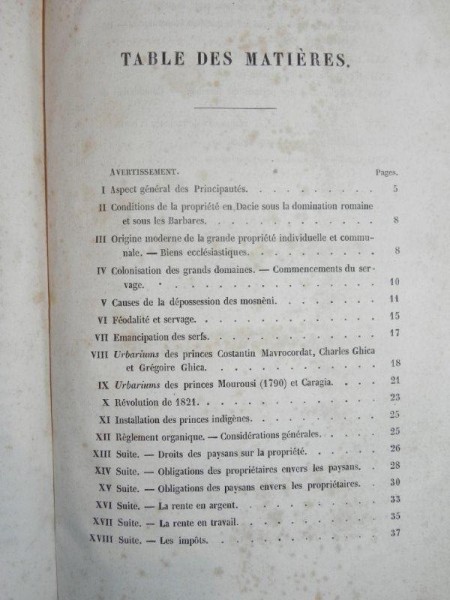 TABLE DES MATIÈRES.
AVERTISSEMENT. Pages.
I Aspect général des Principautés. . . . . . . . . 5
II Conditions de la propriété en Dacie sous la domination romaine
et sous les Barbares. . . . . . . . . . 8
III Origine moderne de la grande propriété individuelle et commu-
nale. — Biens ecclésiastiques. . . . . . . . 8
IV Colonisation des grands domaines. — Commencements du ser-
vage. . . . . . . . . . . . . 10
V Causes de la dépossession des mosnèni. . . . . . . 11
VI Féodalité et servage. . . . . . . . . . . 15
VII Emancipation des serfs. . . . . . . . . . 17
VIII Urbariums des princes Costantin Mavrocordat, Charles Ghica
et Grégoire Ghica. . . . . . . . . . 18
IX Urbariums des princes Mourousi (1790) et Caragia. . . . 21
X Révolution de 1821. . . . . . . . . . . 23
XI Installation des princes indigènes. . . . . . . . 25
XII Règlement organique. — Considérations générales. . . . 25
XIII Suite. — Droits des paysans sur la propriété. . . . . 26
XIV Suite. — Obligations des propriétaires envers les paysans. . 28
XV Suite. — Obligations des paysans envers les propriétaires. . 30
XVI Suite. — La rente en argent. . . . . . . . 33
XVII Suite. — La rente en travail. . . . . . . . 35
XVIII Suite. — Les impôts. . . . . . . . . . 37